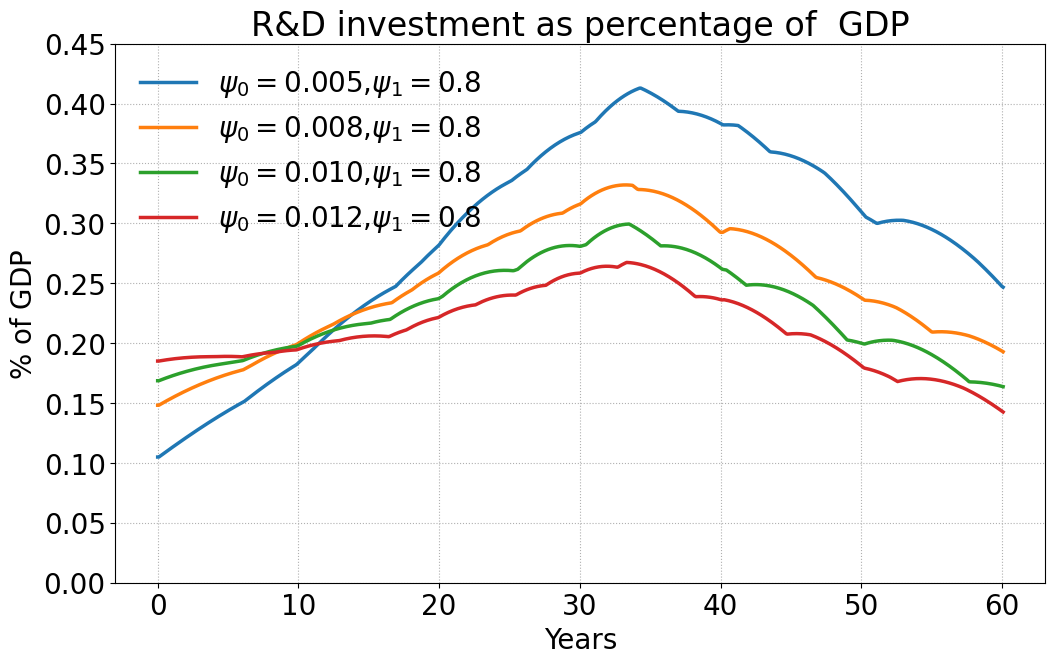 R&D investment as percentage of  GDP
% of GDP
0.45
0.40
0.35
0.30
0.25
0.20
0.15
0.10
0.05
0.00
ψ₀ = 0.005,ψ₁ = 0.8
ψ₀ = 0.008,ψ₁ = 0.8
ψ₀ = 0.010,ψ₁ = 0.8
ψ₀ = 0.012,ψ₁ = 0.8
0 10 20 30 40 50 60
Years